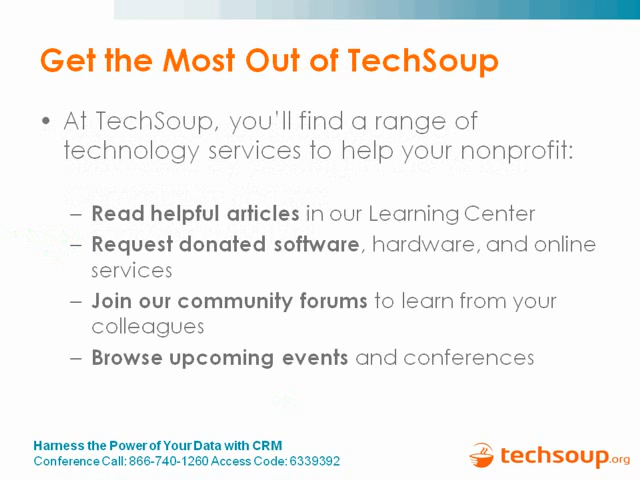 Get the Most Out of TechSoup
• At TechSoup, you'll find a range of
technology services to help your nonprofit:
– Read helpful articles in our Learning Center
– Request donated software, hardware, and online
services
– Join our community forums to learn from your
colleagues
– Browse upcoming events and conferences
Harness the Power of Your Data with CRM
Conference Call: 866-740-1260 Access Code: 6339392
techsoup.org